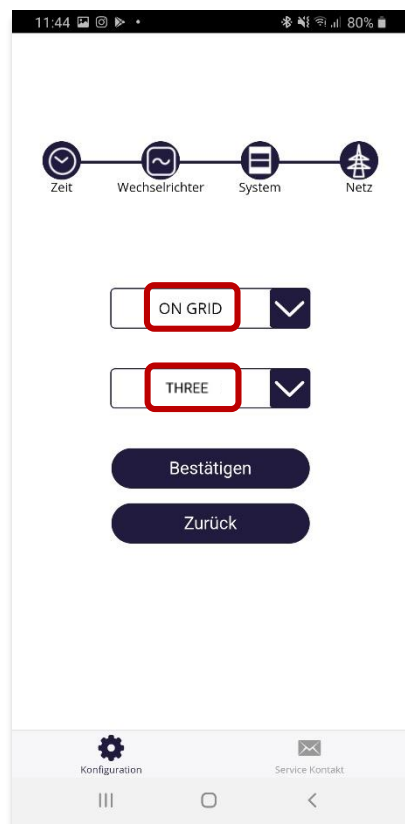 11:44 80%
Zeit Wechselrichter System Netz
ON GRID
THREE
Bestätigen
Zurück
Konfiguration Service Kontakt